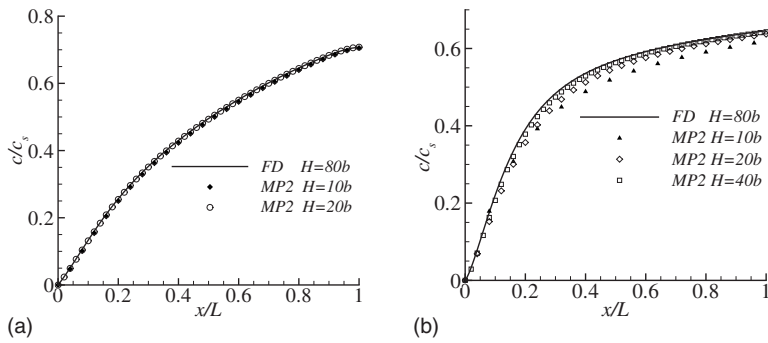 0.8
0.6
0.4
0.2
0
c/c_s
FD H=80b
MP2 H=10b
MP2 H=20b
0 0.2 0.4 0.6 0.8 1
x/L
(a)
0.6
0.4
0.2
0
c/c_s
FD H=80b
MP2 H=10b
MP2 H=20b
MP2 H=40b
0 0.2 0.4 0.6 0.8 1
x/L
(b)